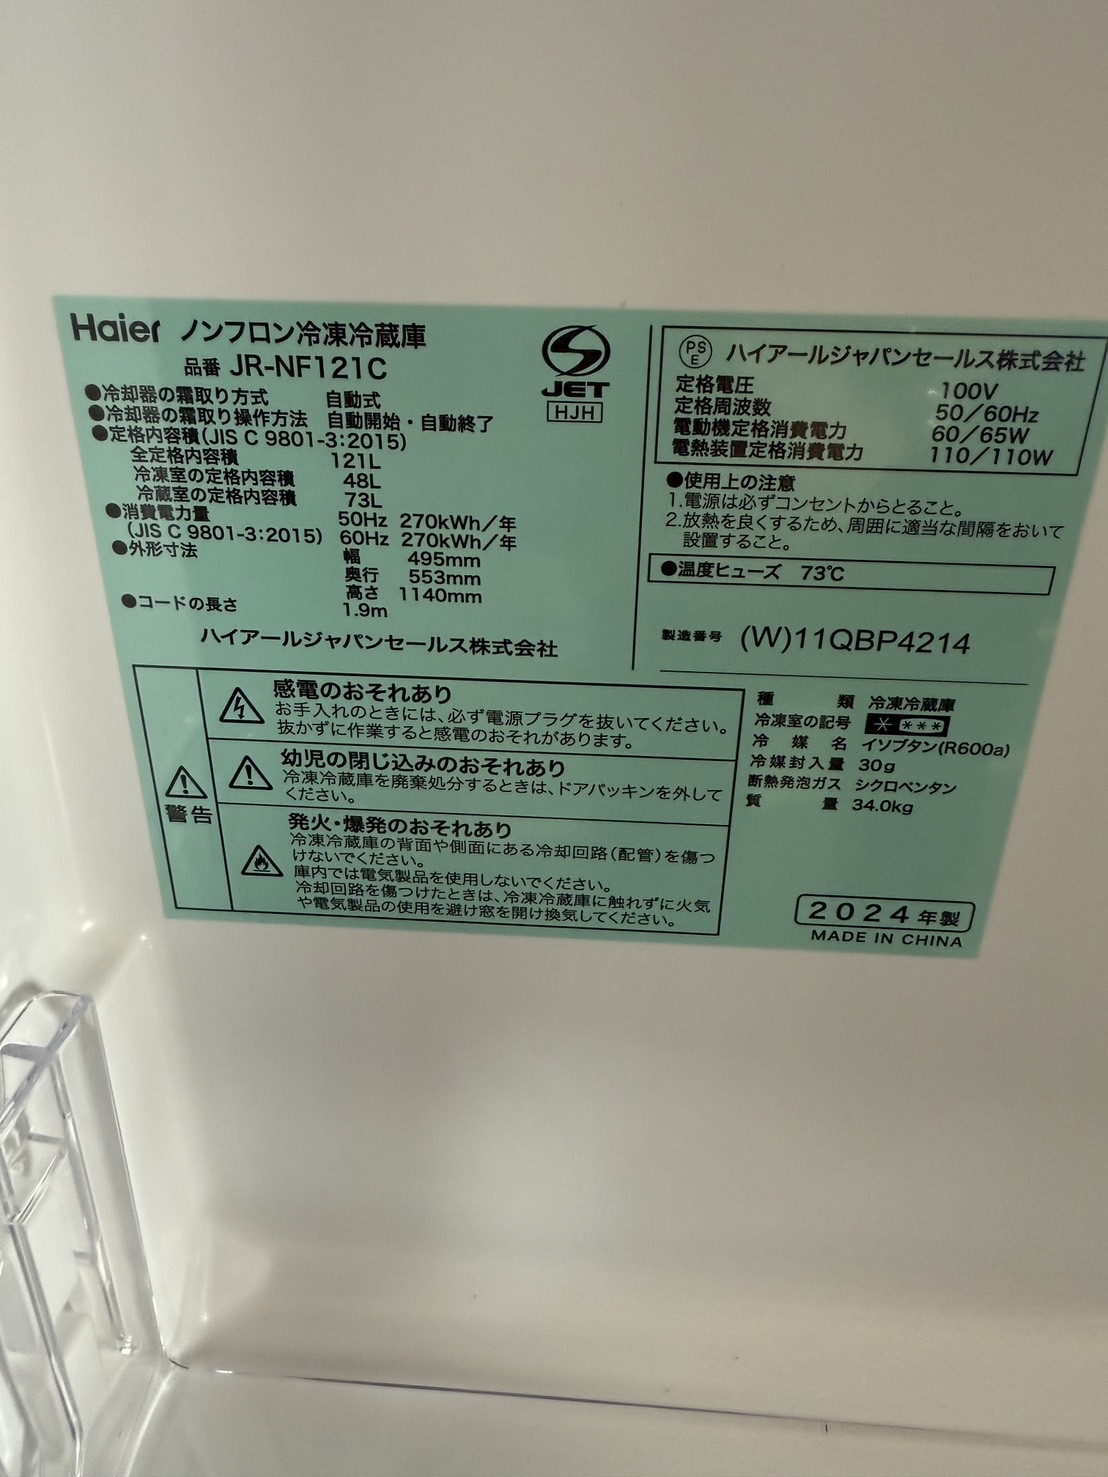 Haier ノンフロン冷凍冷蔵庫
品番 JR-NF121C
●冷却器の霜取り方式 自動式
●冷却器の霜取り操作方法 自動開始・自動終了
●定格内容積(JIS C 9801-3:2015)
全定格内容積 121L
冷凍室の定格内容積 48L
冷蔵室の定格内容積 73L
●消費電力量 50Hz 270kWh/年
(JIS C 9801-3:2015) 60Hz 270kWh/年
●外形寸法 幅 495mm
奥行 553mm
高さ 1140mm
●コードの長さ 1.9m
ハイアールジャパンセールス株式会社
JET
HJH
PSE ハイアールジャパンセールス株式会社
定格電圧 100V
定格周波数 50/60Hz
電動機定格消費電力 60/65W
電熱装置定格消費電力 110/110W
●使用上の注意
1.電源は必ずコンセントからとること。
2.放熱を良くするため、周囲に適当な間隔をおいて
設置すること。
●温度ヒューズ 73℃
製造番号 (W)11QBP4214
警告
感電のおそれあり
お手入れのときには、必ず電源プラグを抜いてください。
抜かずに作業すると感電のおそれがあります。
幼児の閉じ込みのおそれあり
冷凍冷蔵庫を廃棄処分するときは、ドアパッキンを外して
ください。
発火・爆発のおそれあり
冷凍冷蔵庫の背面や側面にある冷却回路(配管)を傷つ
けないでください。
庫内では電気製品を使用しないでください。
冷却回路を傷つけたときは、冷凍冷蔵庫に触れずに火気
や電気製品の使用を避け窓を開け換気してください。
種類 冷凍冷蔵庫
冷凍室の記号 * ***
冷媒名 イソブタン(R600a)
冷媒封入量 30g
断熱発泡ガス シクロペンタン
質量 34.0kg
2024年製
MADE IN CHINA